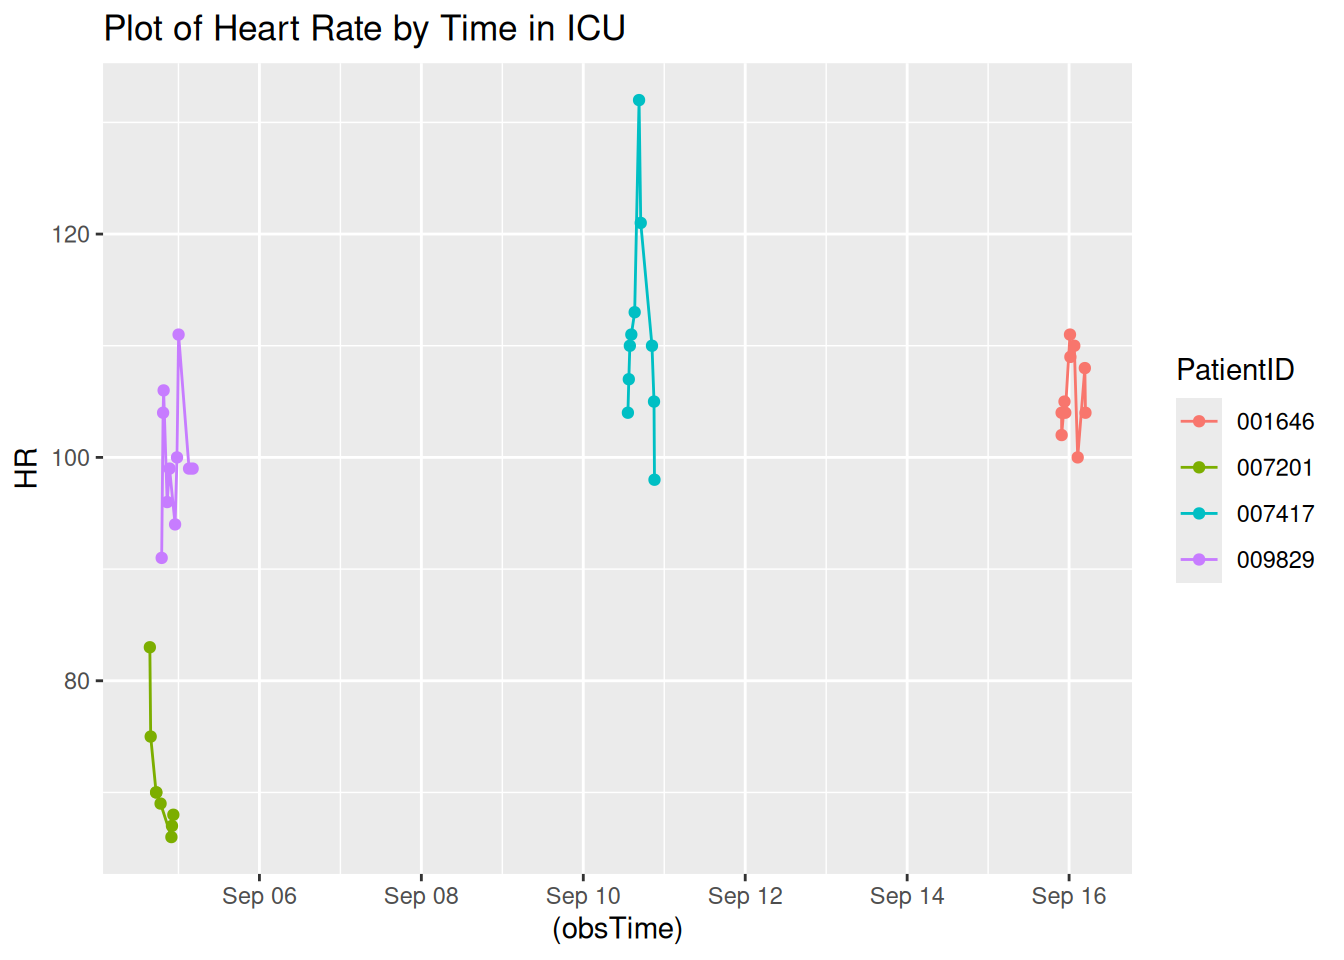 Plot of Heart Rate by Time in ICU
120
100
80
HR
Sep 06 Sep 08 Sep 10 Sep 12 Sep 14 Sep 16
(obsTime)
PatientID
001646
007201
007417
009829